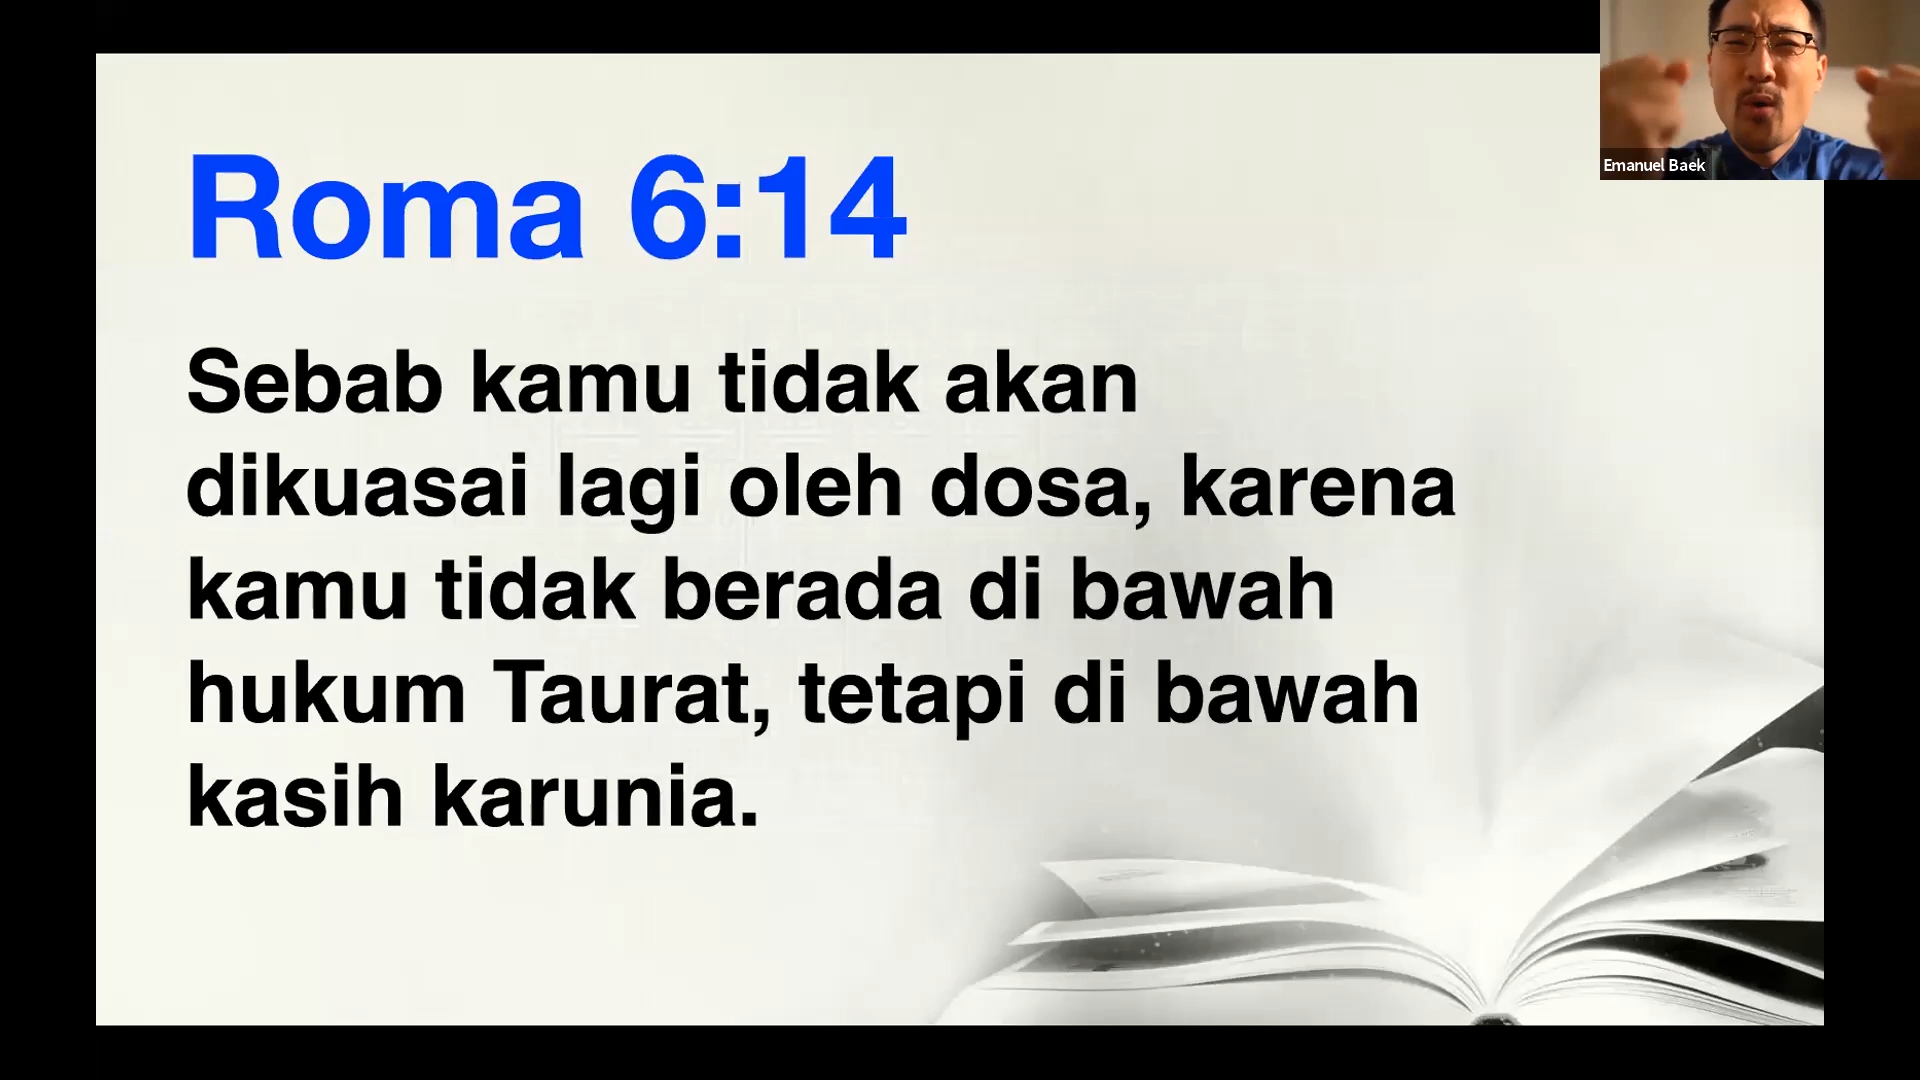 Emanuel Baek
Roma 6:14
Sebab kamu tidak akan
dikuasai lagi oleh dosa, karena
kamu tidak berada di bawah
hukum Taurat, tetapi di bawah
kasih karunia.